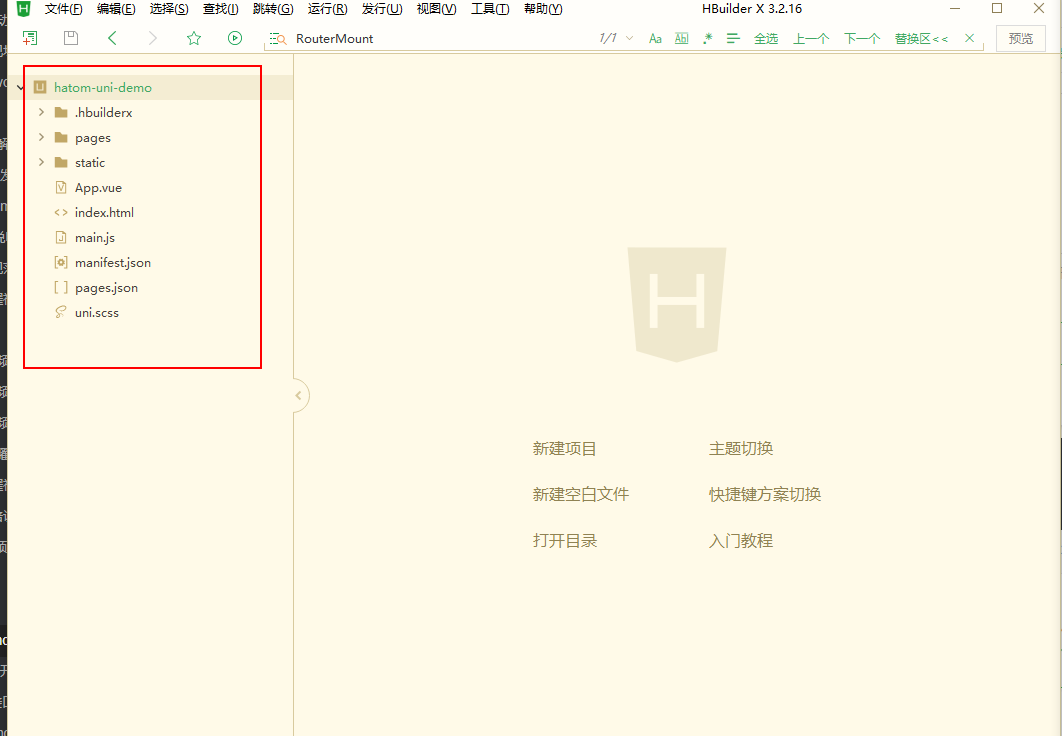 文件(F) 编辑(E) 选择(S) 查找(I) 跳转(G) 运行(R) 发行(U) 视图(V) 工具(T) 帮助(Y) HBuilder X 3.2.16
RouterMount 1/1 Aa Ab| .* 全选 上一个 下一个 替换区<< 预览
hatom-uni-demo
.hbuilderx
pages
static
App.vue
index.html
main.js
manifest.json
pages.json
uni.scss
H
新建项目 主题切换
新建空白文件 快捷键方案切换
打开目录 入门教程